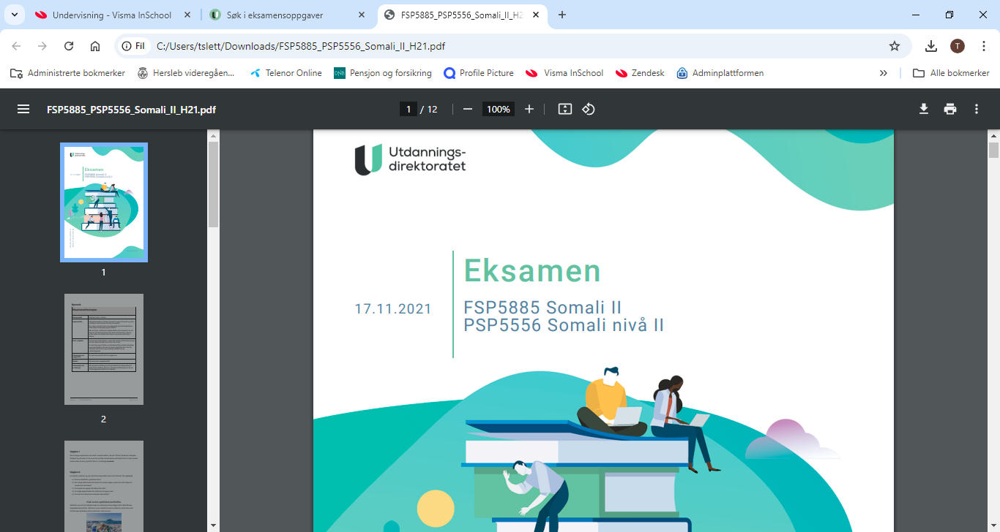 Undervisning - Visma InSchool
Søk i eksamensoppgaver
FSP5885_PSP5556_Somali_II_H2
Fil
C:/Users/tslett/Downloads/FSP5885_PSP5556_Somali_II_H21.pdf
T
Administrerte bokmerker
Hersleb videregåen...
Telenor Online
DNB
Pensjon og forsikring
Profile Picture
Visma InSchool
Zendesk
Adminplattformen
Alle bokmerker
FSP5885_PSP5556_Somali_II_H21.pdf
1 / 12
100%
Utdannings-
direktoratet
Eksamen
17.11.2021
FSP5885 Somali II
PSP5556 Somali nivå II
1
2